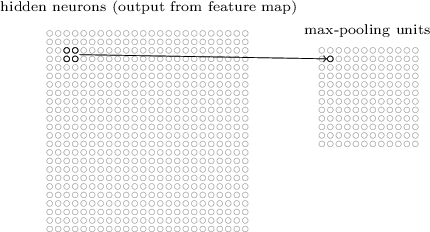 hidden neurons (output from feature map)
max-pooling units